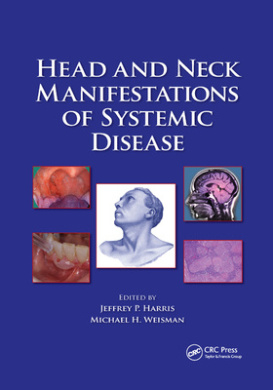 HEAD AND NECK
MANIFESTATIONS
OF SYSTEMIC
DISEASE
EDITED BY
JEFFREY P. HARRIS
MICHAEL H. WEISMAN
CRC Press
Taylor & Francis Group